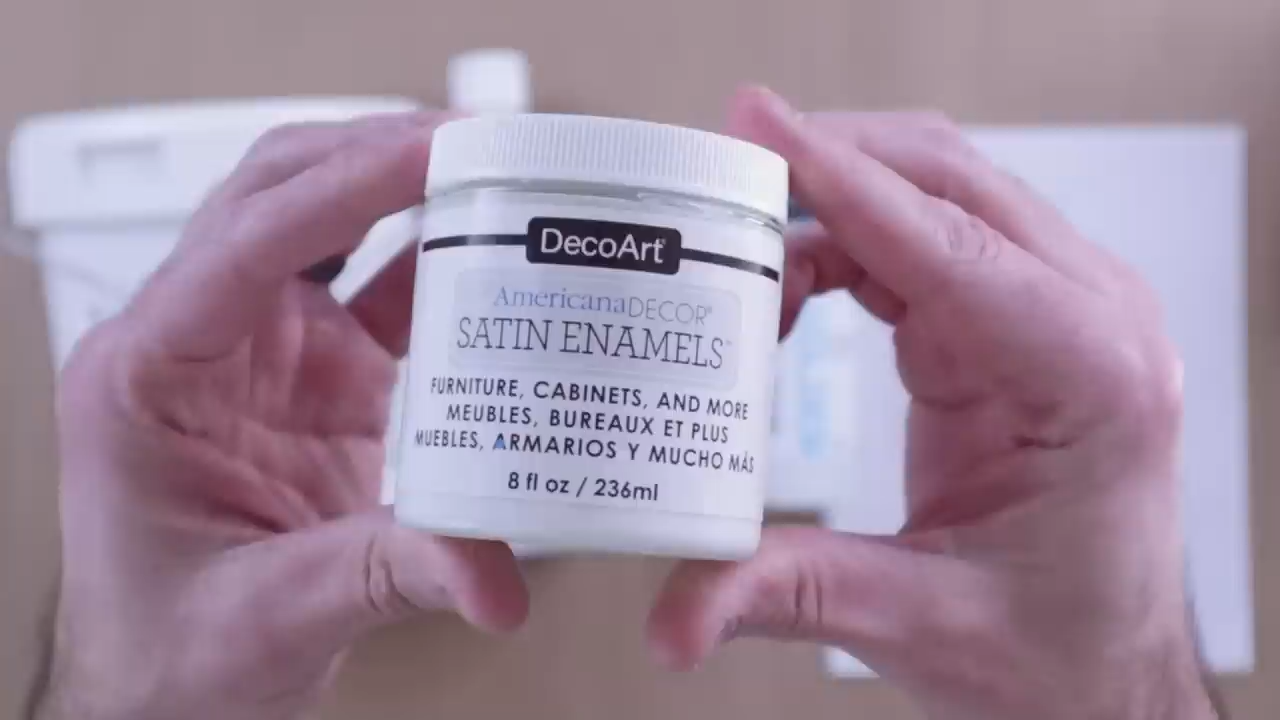 DecoArt®
AmericanaDECOR®
SATIN ENAMELS™
FURNITURE, CABINETS, AND MORE
MEUBLES, BUREAUX ET PLUS
MUEBLES, ARMARIOS Y MUCHO MÁS
8 fl oz / 236ml